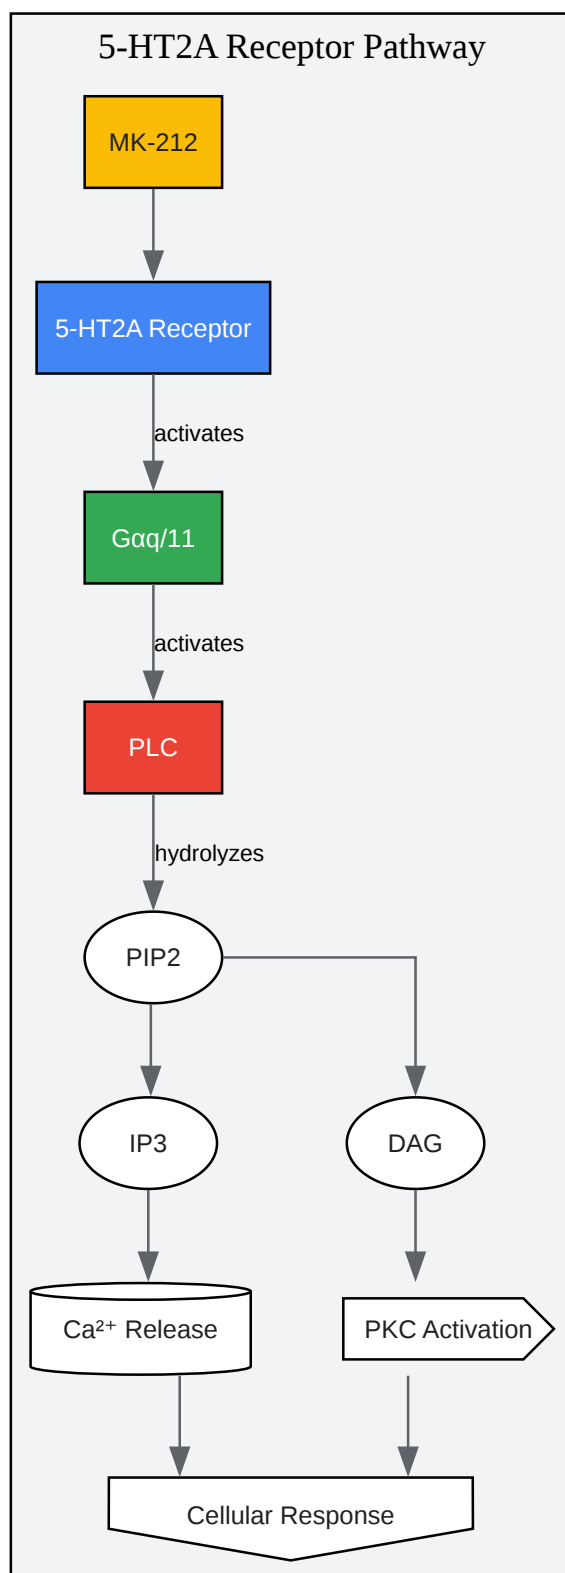 5-HT2A Receptor Pathway
MK-212
5-HT2A Receptor
activates
Gαq/11
activates
PLC
hydrolyzes
PIP2
IP3
DAG
Ca²⁺ Release
PKC Activation
Cellular Response